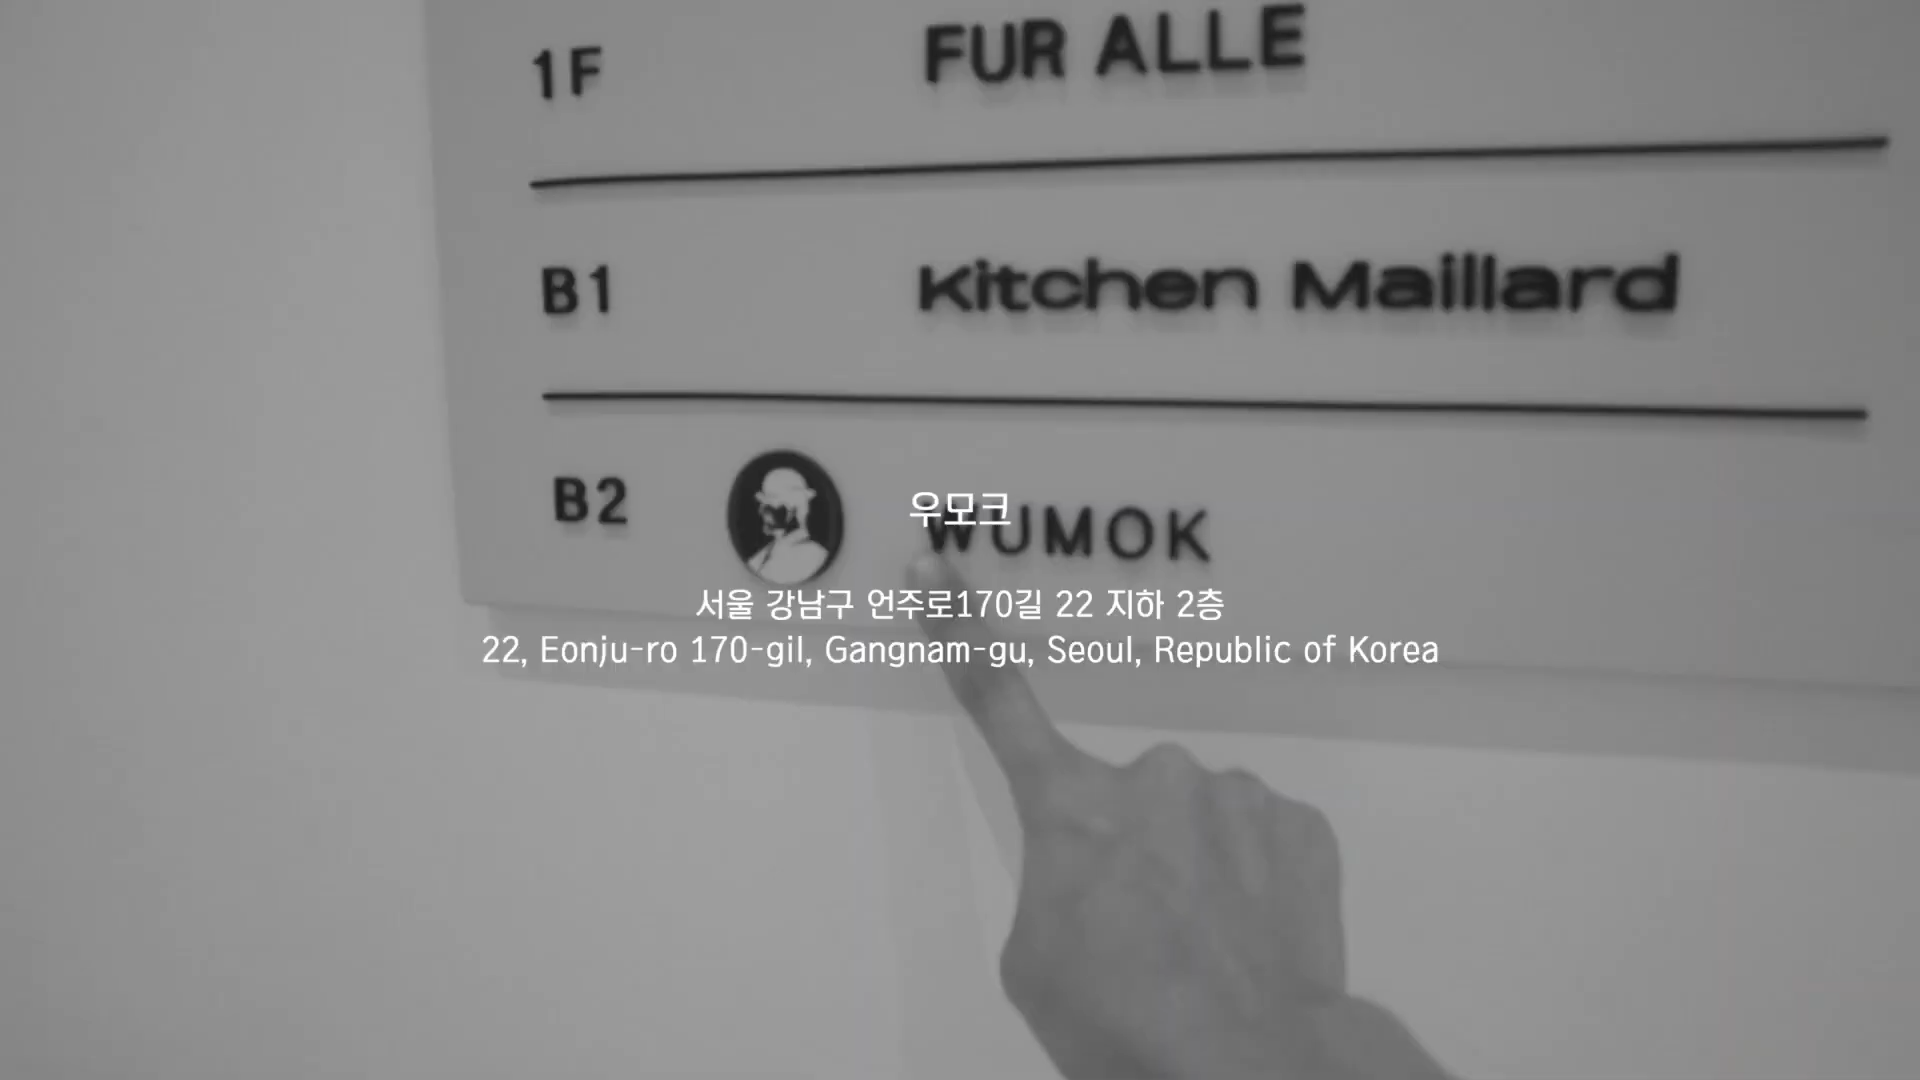 1F FUR ALLE
B1 Kitchen Maillard
B2 WUMOK
우모크
서울 강남구 언주로170길 22 지하 2층
22, Eonju-ro 170-gil, Gangnam-gu, Seoul, Republic of Korea